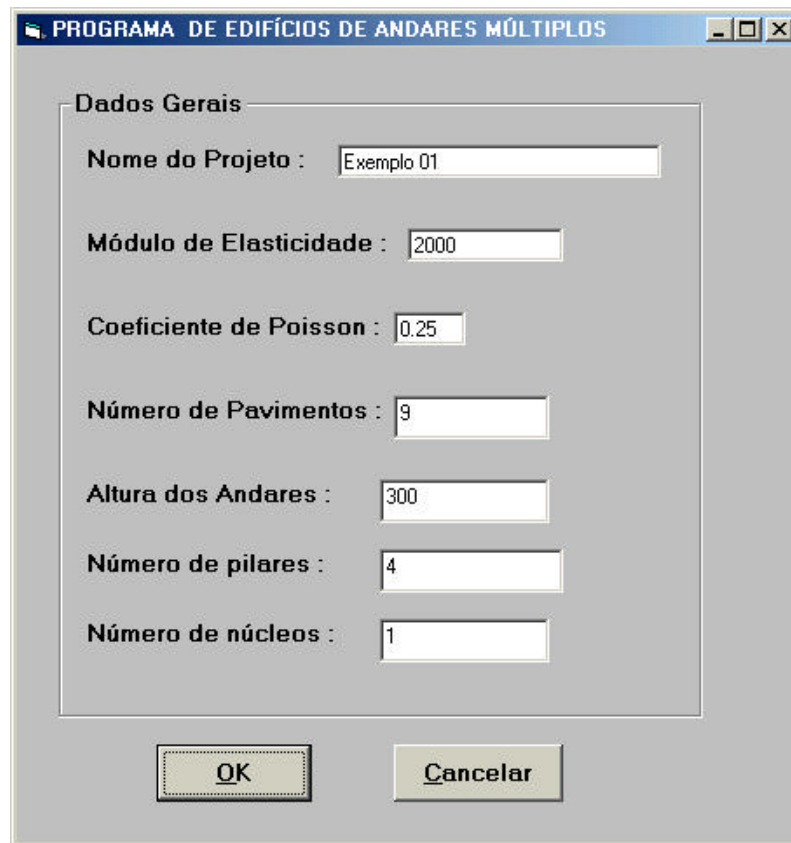 PROGRAMA DE EDIFÍCIOS DE ANDARES MÚLTIPLOS
Dados Gerais
Nome do Projeto : Exemplo 01
Módulo de Elasticidade : 2000
Coeficiente de Poisson : 0.25
Número de Pavimentos : 9
Altura dos Andares : 300
Número de pilares : 4
Número de núcleos : 1
OK Cancelar